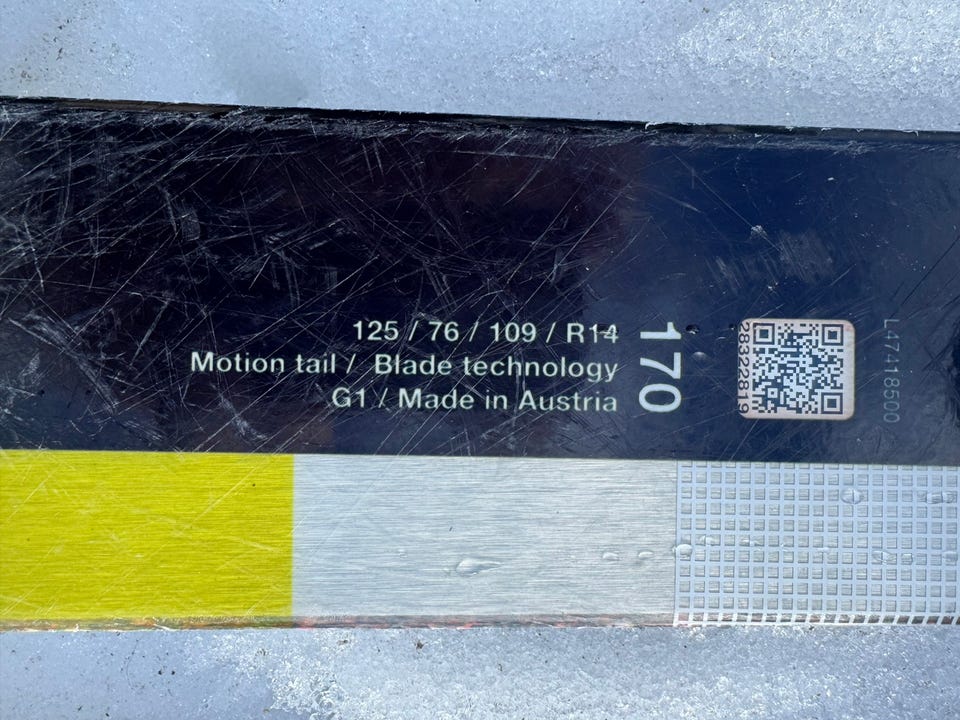 125 / 76 / 109 / R14
Motion tail / Blade technology
G1 / Made in Austria
170
28322819
L47418500